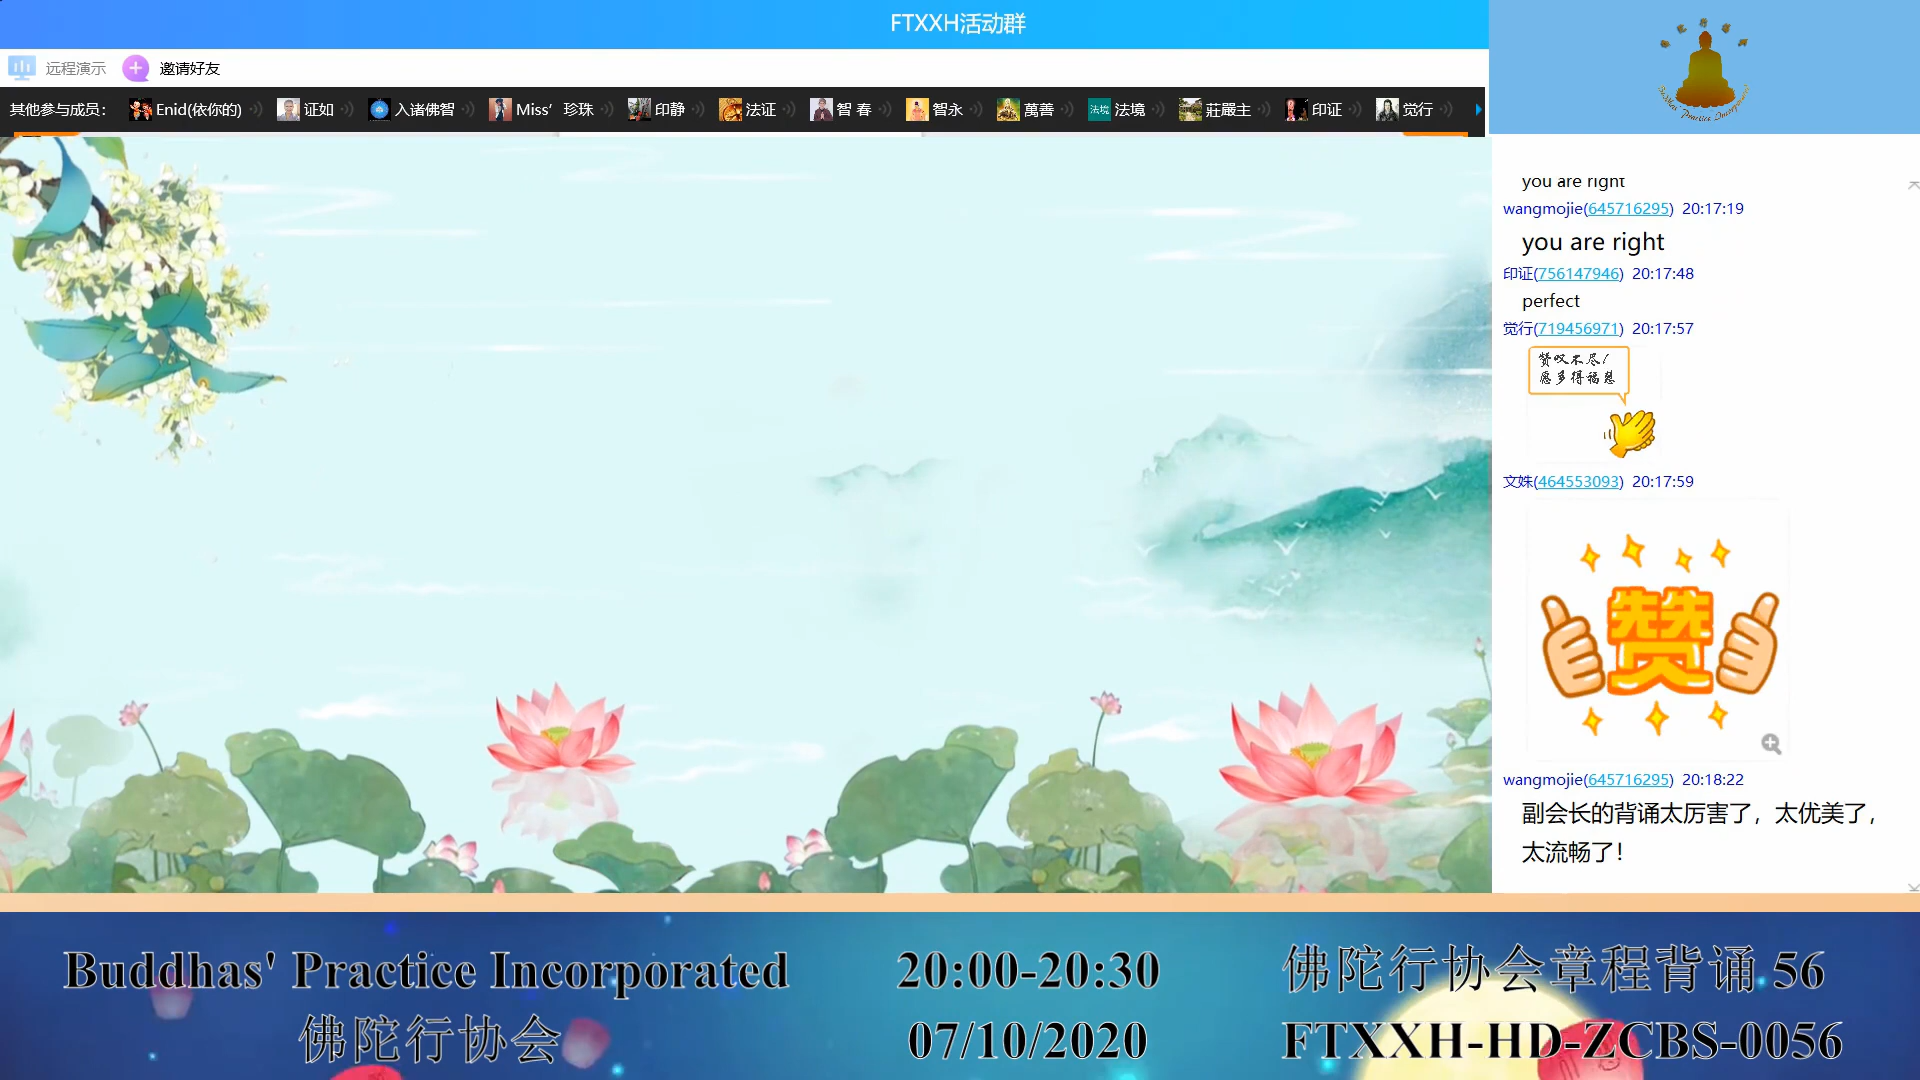 FTXXH活动群
远程演示 邀请好友
其他参与成员： Enid(依你的) 证如 入诸佛智 Miss’ 珍珠 印静 法证 智 春 智永 萬善 法境 法境 莊嚴主 印证 觉行
Buddhas' Practice Incorporated
you are right
wangmojie(645716295) 20:17:19
you are right
印证(756147946) 20:17:48
perfect
觉行(719456971) 20:17:57
赞叹不尽!
愿多得福慧
文姝(464553093) 20:17:59
赞
wangmojie(645716295) 20:18:22
副会长的背诵太厉害了，太优美了，
太流畅了！
Buddhas' Practice Incorporated
佛陀行协会
20:00-20:30
07/10/2020
佛陀行协会章程背诵 56
FTXXH-HD-ZCBS-0056